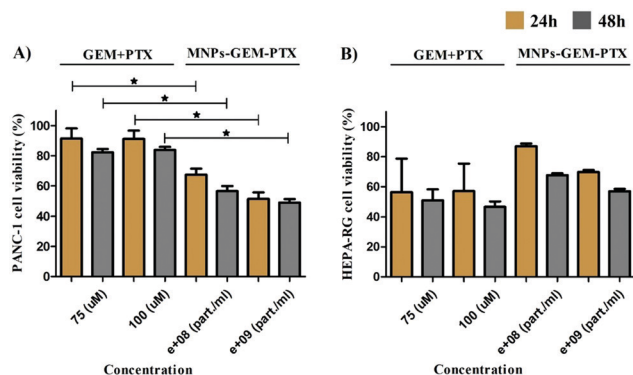 24h 48h
A) GEM+PTX MNPs-GEM-PTX
PANC-1 cell viability (%)
100
80
60
40
20
0
75 (uM) 100 (uM) e+08 (part./ml) e+09 (part./ml)
Concentration
B) GEM+PTX MNPs-GEM-PTX
HEPA-RG cell viability (%)
100
80
60
40
20
0
75 (uM) 100 (uM) e+08 (part./ml) e+09 (part./ml)
Concentration